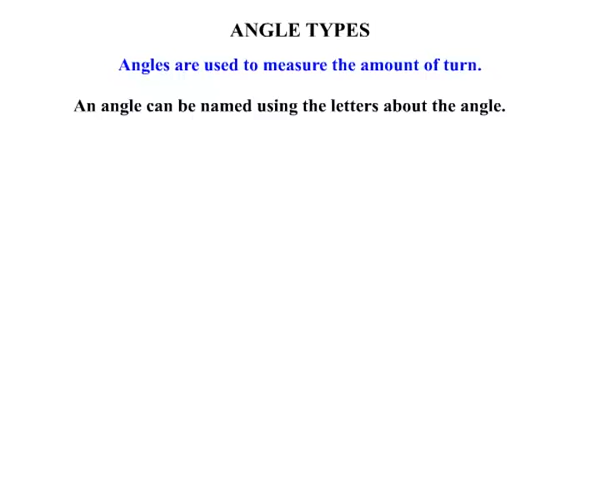 ANGLE TYPES
Angles are used to measure the amount of turn.
An angle can be named using the letters about the angle.